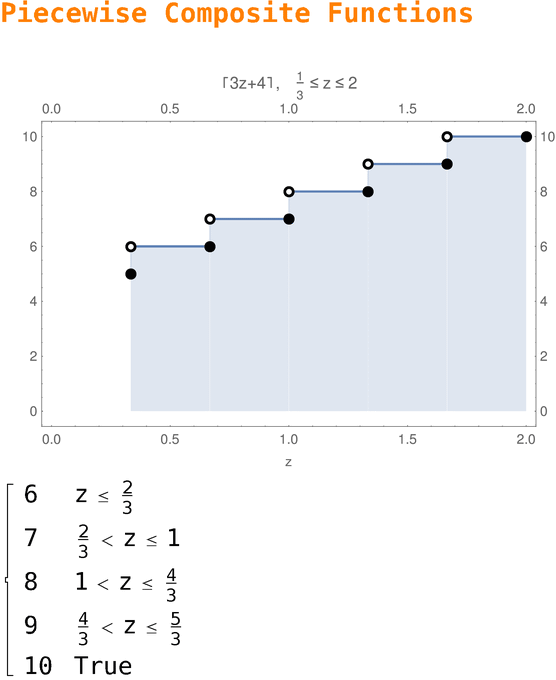 Piecewise Composite Functions
⌈3z+4⌉, 1/3 ≤ z ≤ 2
0.0 0.5 1.0 1.5 2.0
10 10
8 8
6 6
4 4
2 2
0 0
0.0 0.5 1.0 1.5 2.0
z
6 z ≤ 2/3
7 2/3 < z ≤ 1
8 1 < z ≤ 4/3
9 4/3 < z ≤ 5/3
10 True